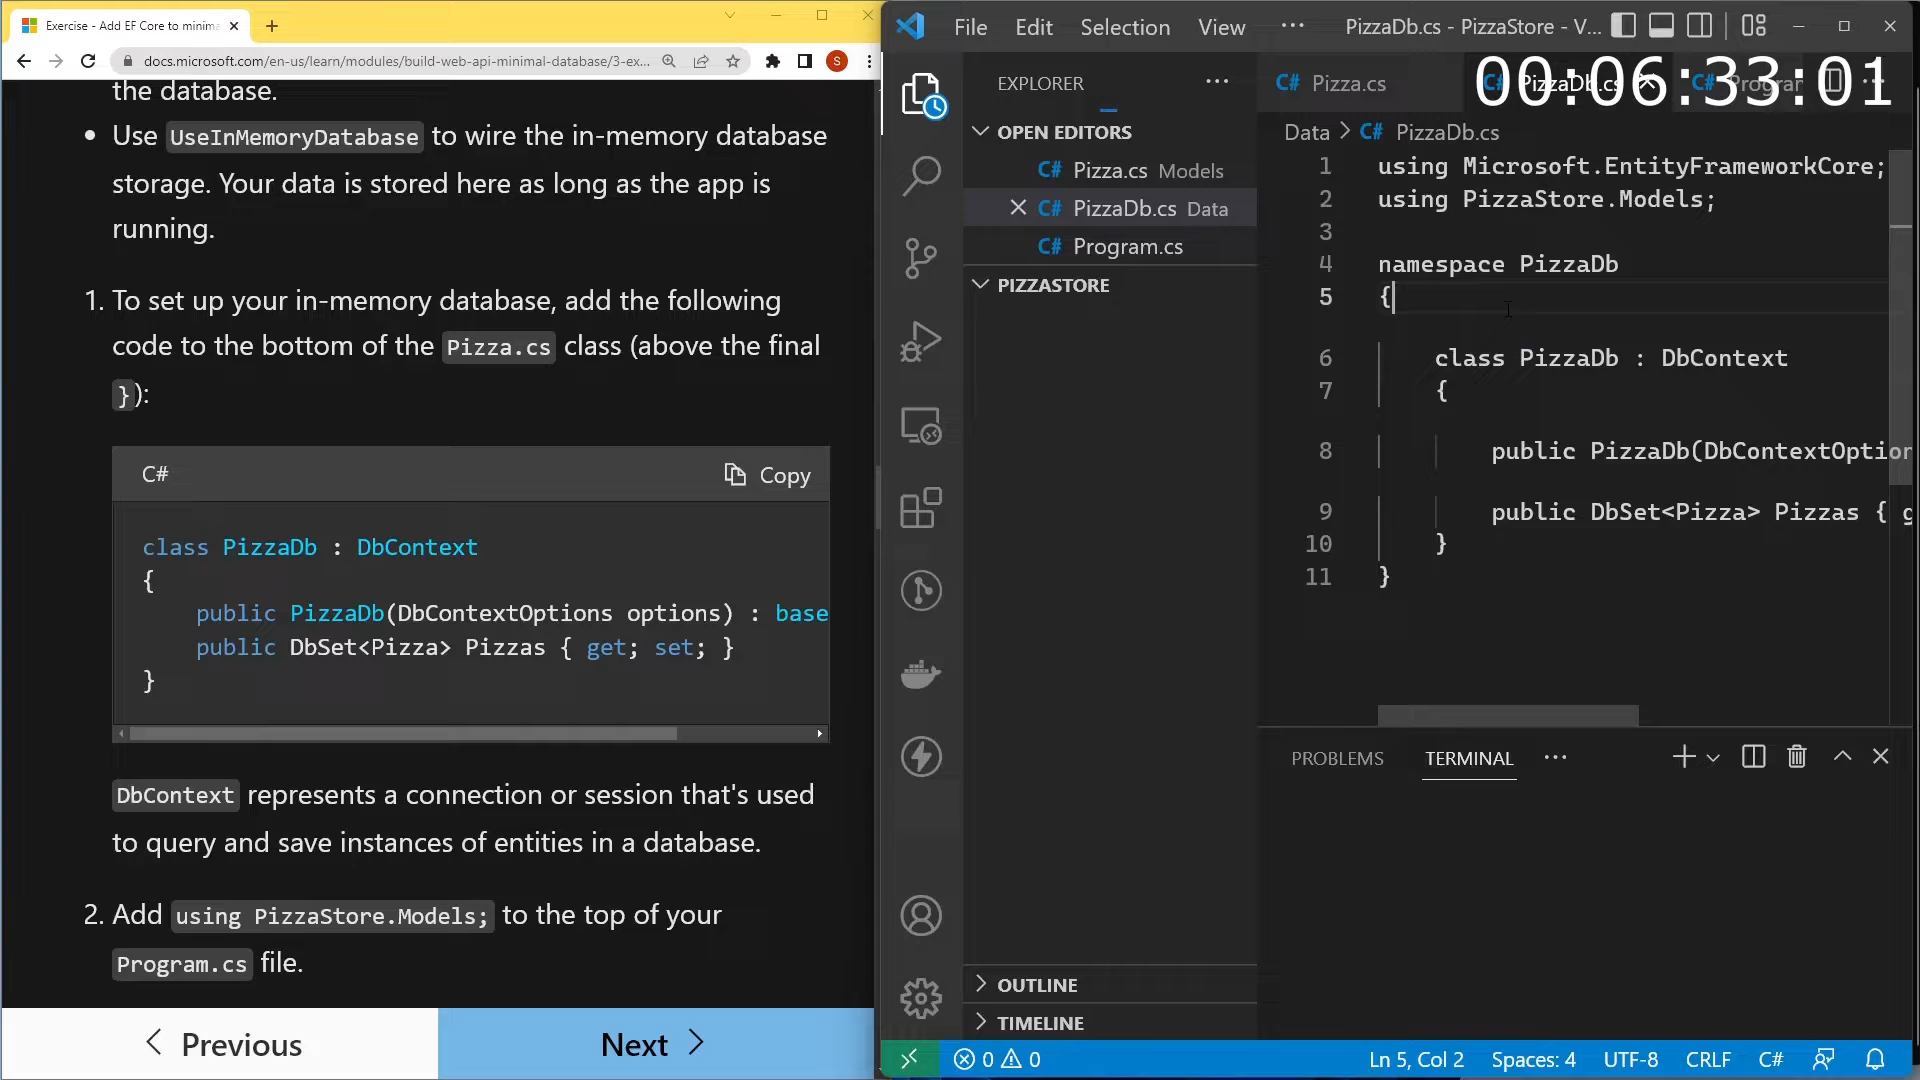 Exercise - Add EF Core to minima
docs.microsoft.com/en-us/learn/modules/build-web-api-minimal-database/3-ex...
S
the database.
• Use UseInMemoryDatabase to wire the in-memory database
storage. Your data is stored here as long as the app is
running.
1. To set up your in-memory database, add the following
code to the bottom of the Pizza.cs class (above the final
}):
C# Copy
class PizzaDb : DbContext
{
public PizzaDb(DbContextOptions options) : base
public DbSet<Pizza> Pizzas { get; set; }
}
DbContext represents a connection or session that's used
to query and save instances of entities in a database.
2. Add using PizzaStore.Models; to the top of your
Program.cs file.
Previous
Next
File Edit Selection View ··· PizzaDb.cs - PizzaStore - V...
00:06:33:01
EXPLORER ···
OPEN EDITORS
C# Pizza.cs Models
C# PizzaDb.cs Data
C# Program.cs
PIZZASTORE
OUTLINE
TIMELINE
C# Pizza.cs C# PizzaDb.cs C# Program
Data > C# PizzaDb.cs
1 using Microsoft.EntityFrameworkCore;
2 using PizzaStore.Models;
3
4 namespace PizzaDb
5 {
6 class PizzaDb : DbContext
7 {
8 public PizzaDb(DbContextOption
9 public DbSet<Pizza> Pizzas { g
10 }
11 }
PROBLEMS TERMINAL ···
0 0 Ln 5, Col 2 Spaces: 4 UTF-8 CRLF C#